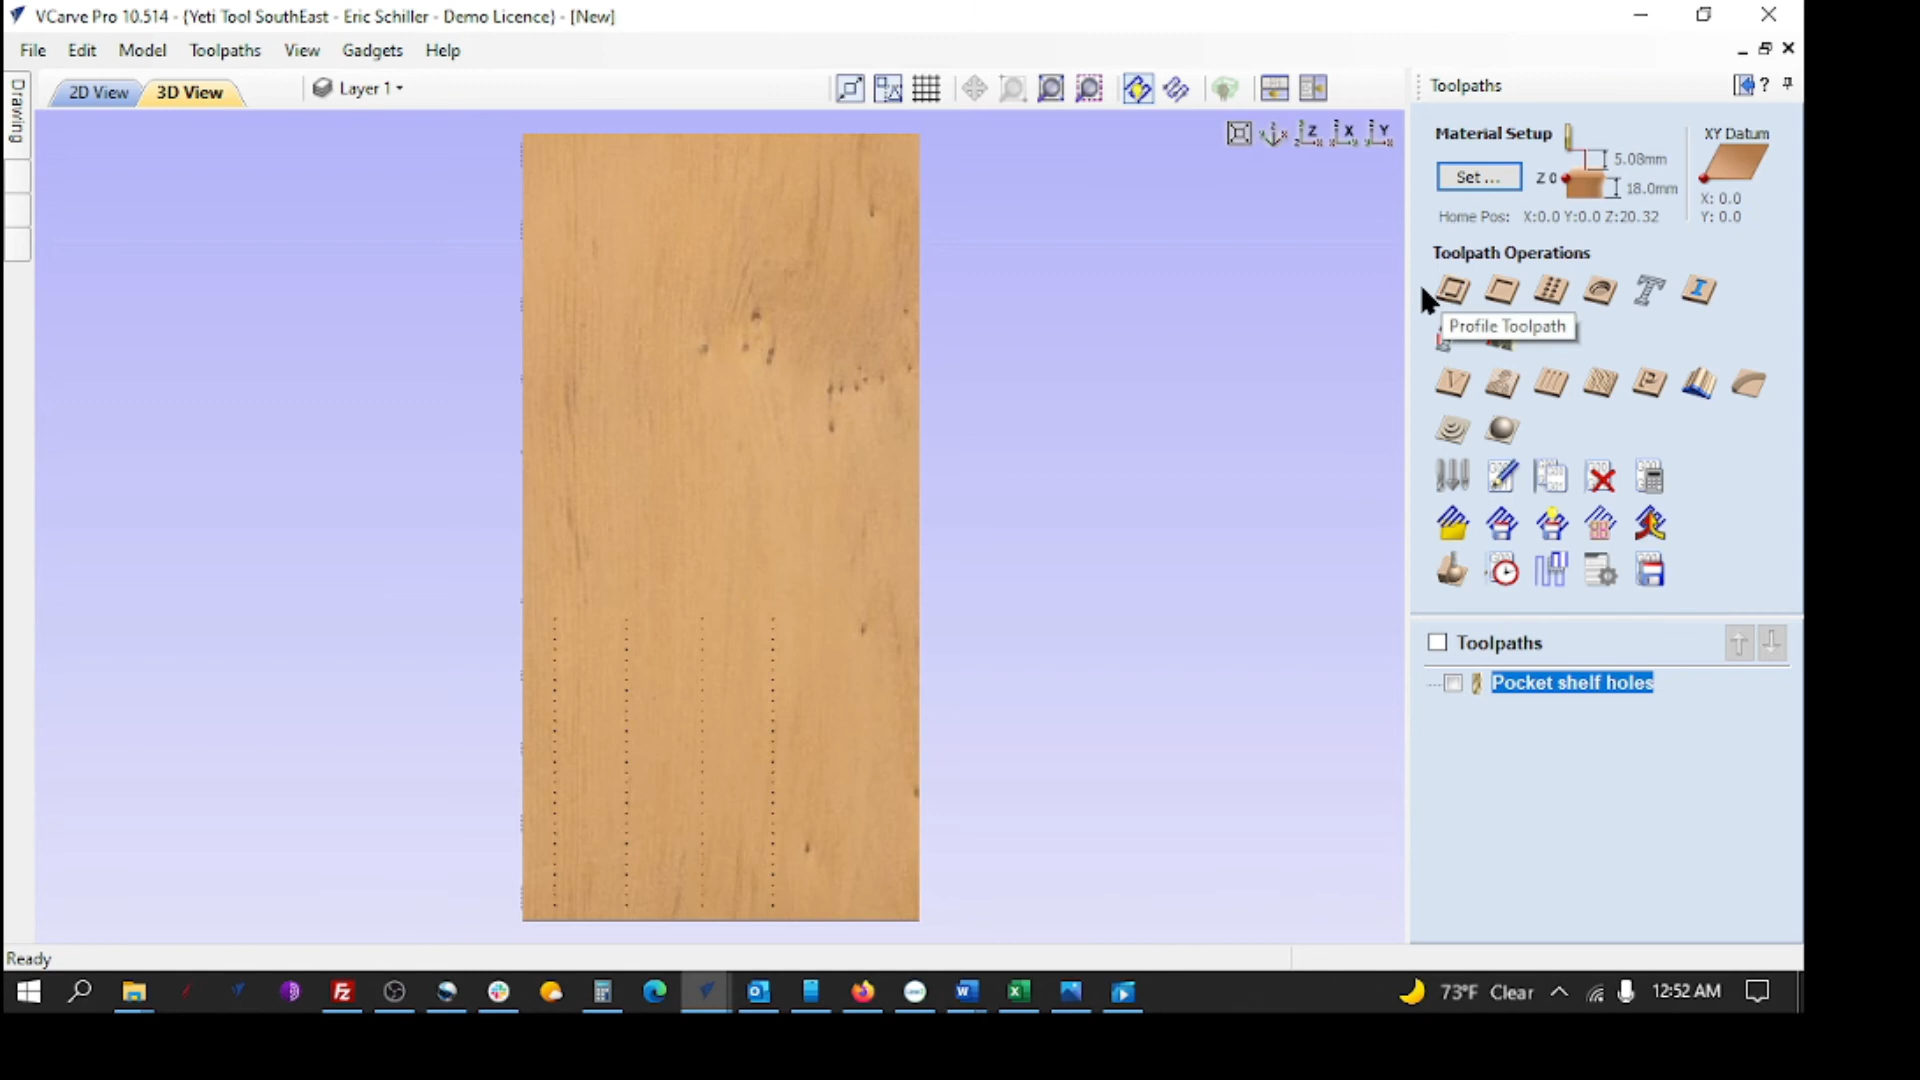 VCarve Pro 10.514 - {Yeti Tool SouthEast - Eric Schiller - Demo Licence} - [New]
File Edit Model Toolpaths View Gadgets Help
Drawing
2D View
3D View
Layer 1
Toolpaths
Material Setup
XY Datum
Set ...
Z 0
5.08mm
18.0mm
X: 0.0
Y: 0.0
Home Pos: X:0.0 Y:0.0 Z:20.32
Toolpath Operations
Profile Toolpath
Toolpaths
Pocket shelf holes
Ready
73°F Clear
12:52 AM